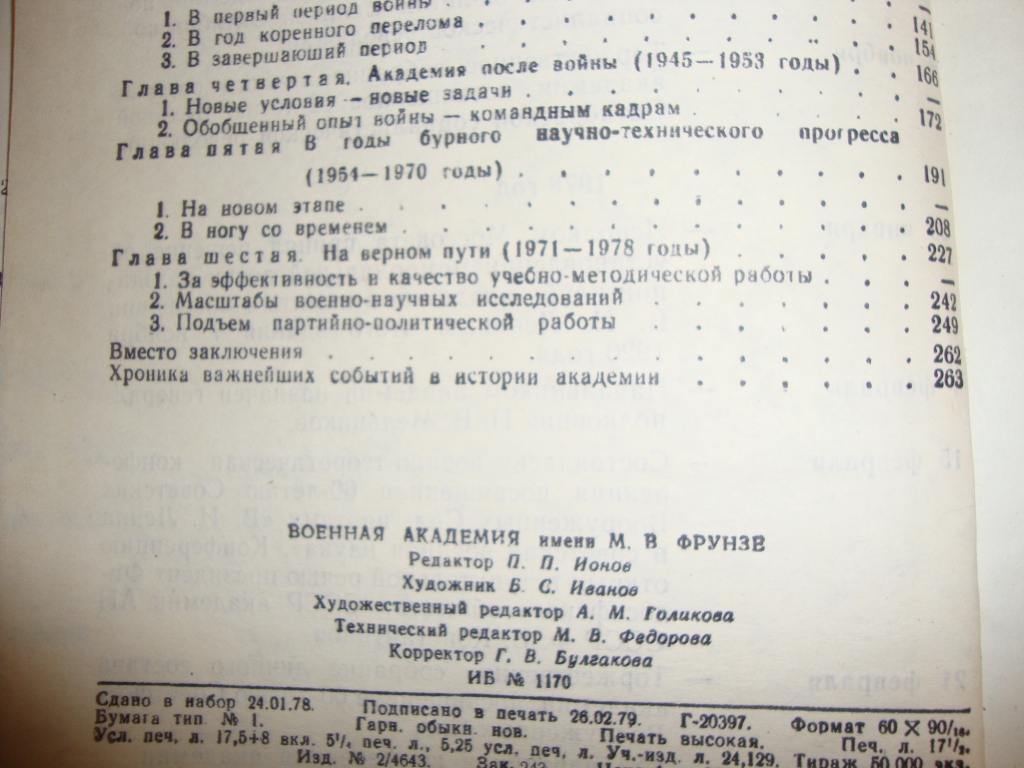 1. В первый период войны . . . . . . . . —
2. В год коренного перелома . . . . . . . . 141
3. В завершающий период . . . . . . . . 154
Глава четвертая. Академия после войны (1945—1953 годы) . . 166
1. Новые условия — новые задачи . . . . . . . . —
2. Обобщенный опыт войны — командным кадрам . . . . . 172
Глава пятая В годы бурного научно-технического прогресса
(1954—1970 годы) . . . . . . . . . . 191
1. На новом этапе . . . . . . . . . . —
2. В ногу со временем . . . . . . . . . . 208
Глава шестая. На верном пути (1971—1978 годы) . . . . . 227
1. За эффективность и качество учебно-методической работы . . —
2. Масштабы военно-научных исследований . . . . . 242
3. Подъем партийно-политической работы . . . . . 249
Вместо заключения . . . . . . . . . . 262
Хроника важнейших событий в истории академии . . . . . 263
ВОЕННАЯ АКАДЕМИЯ имени М. В. ФРУНЗЕ
Редактор П. П. Ионов
Художник Б. С. Иванов
Художественный редактор А. М. Голикова
Технический редактор М. В. Федорова
Корректор Г. В. Булгакова
ИБ № 1170
Сдано в набор 24.01.78. Подписано в печать 26.02.79. Г-20397. Формат 60 X 90/16.
Бумага тип. № 1. Гарн. обыкн. нов. Печать высокая. Печ. л. 17 1/2.
Усл. печ. л. 17,5+8 вкл. 5 1/4 печ. л., 5,25 усл. печ. л. Уч.-изд. л. 24,129. Тираж 50 000 экз.
Изд. № 2/4643. Зак.